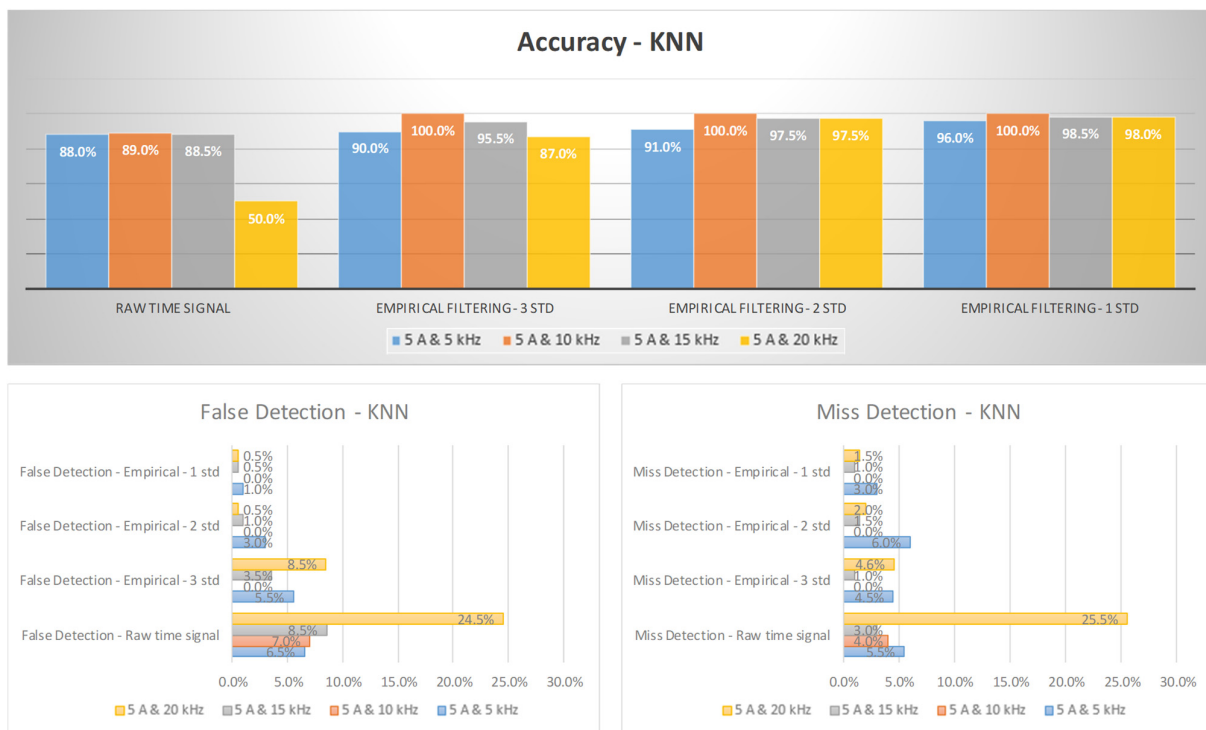 Accuracy - KNN
88.0% 89.0% 88.5% 50.0% 90.0% 100.0% 95.5% 87.0% 91.0% 100.0% 97.5% 97.5% 96.0% 100.0% 98.5% 98.0%
RAW TIME SIGNAL EMPIRICAL FILTERING - 3 STD EMPIRICAL FILTERING - 2 STD EMPIRICAL FILTERING - 1 STD
5 A & 5 kHz 5 A & 10 kHz 5 A & 15 kHz 5 A & 20 kHz
False Detection - KNN
False Detection - Empirical - 1 std
0.5%
0.5%
0.0%
1.0%
False Detection - Empirical - 2 std
0.5%
1.0%
0.0%
3.0%
False Detection - Empirical - 3 std
8.5%
3.5%
0.0%
5.5%
False Detection - Raw time signal
24.5%
8.5%
7.0%
6.5%
0.0% 5.0% 10.0% 15.0% 20.0% 25.0% 30.0%
5 A & 20 kHz 5 A & 15 kHz 5 A & 10 kHz 5 A & 5 kHz
Miss Detection - KNN
Miss Detection - Empirical - 1 std
1.5%
1.0%
0.0%
3.0%
Miss Detection - Empirical - 2 std
2.0%
1.5%
0.0%
6.0%
Miss Detection - Empirical - 3 std
4.6%
1.0%
0.0%
4.5%
Miss Detection - Raw time signal
25.5%
3.0%
4.0%
5.5%
0.0% 5.0% 10.0% 15.0% 20.0% 25.0% 30.0%
5 A & 20 kHz 5 A & 15 kHz 5 A & 10 kHz 5 A & 5 kHz